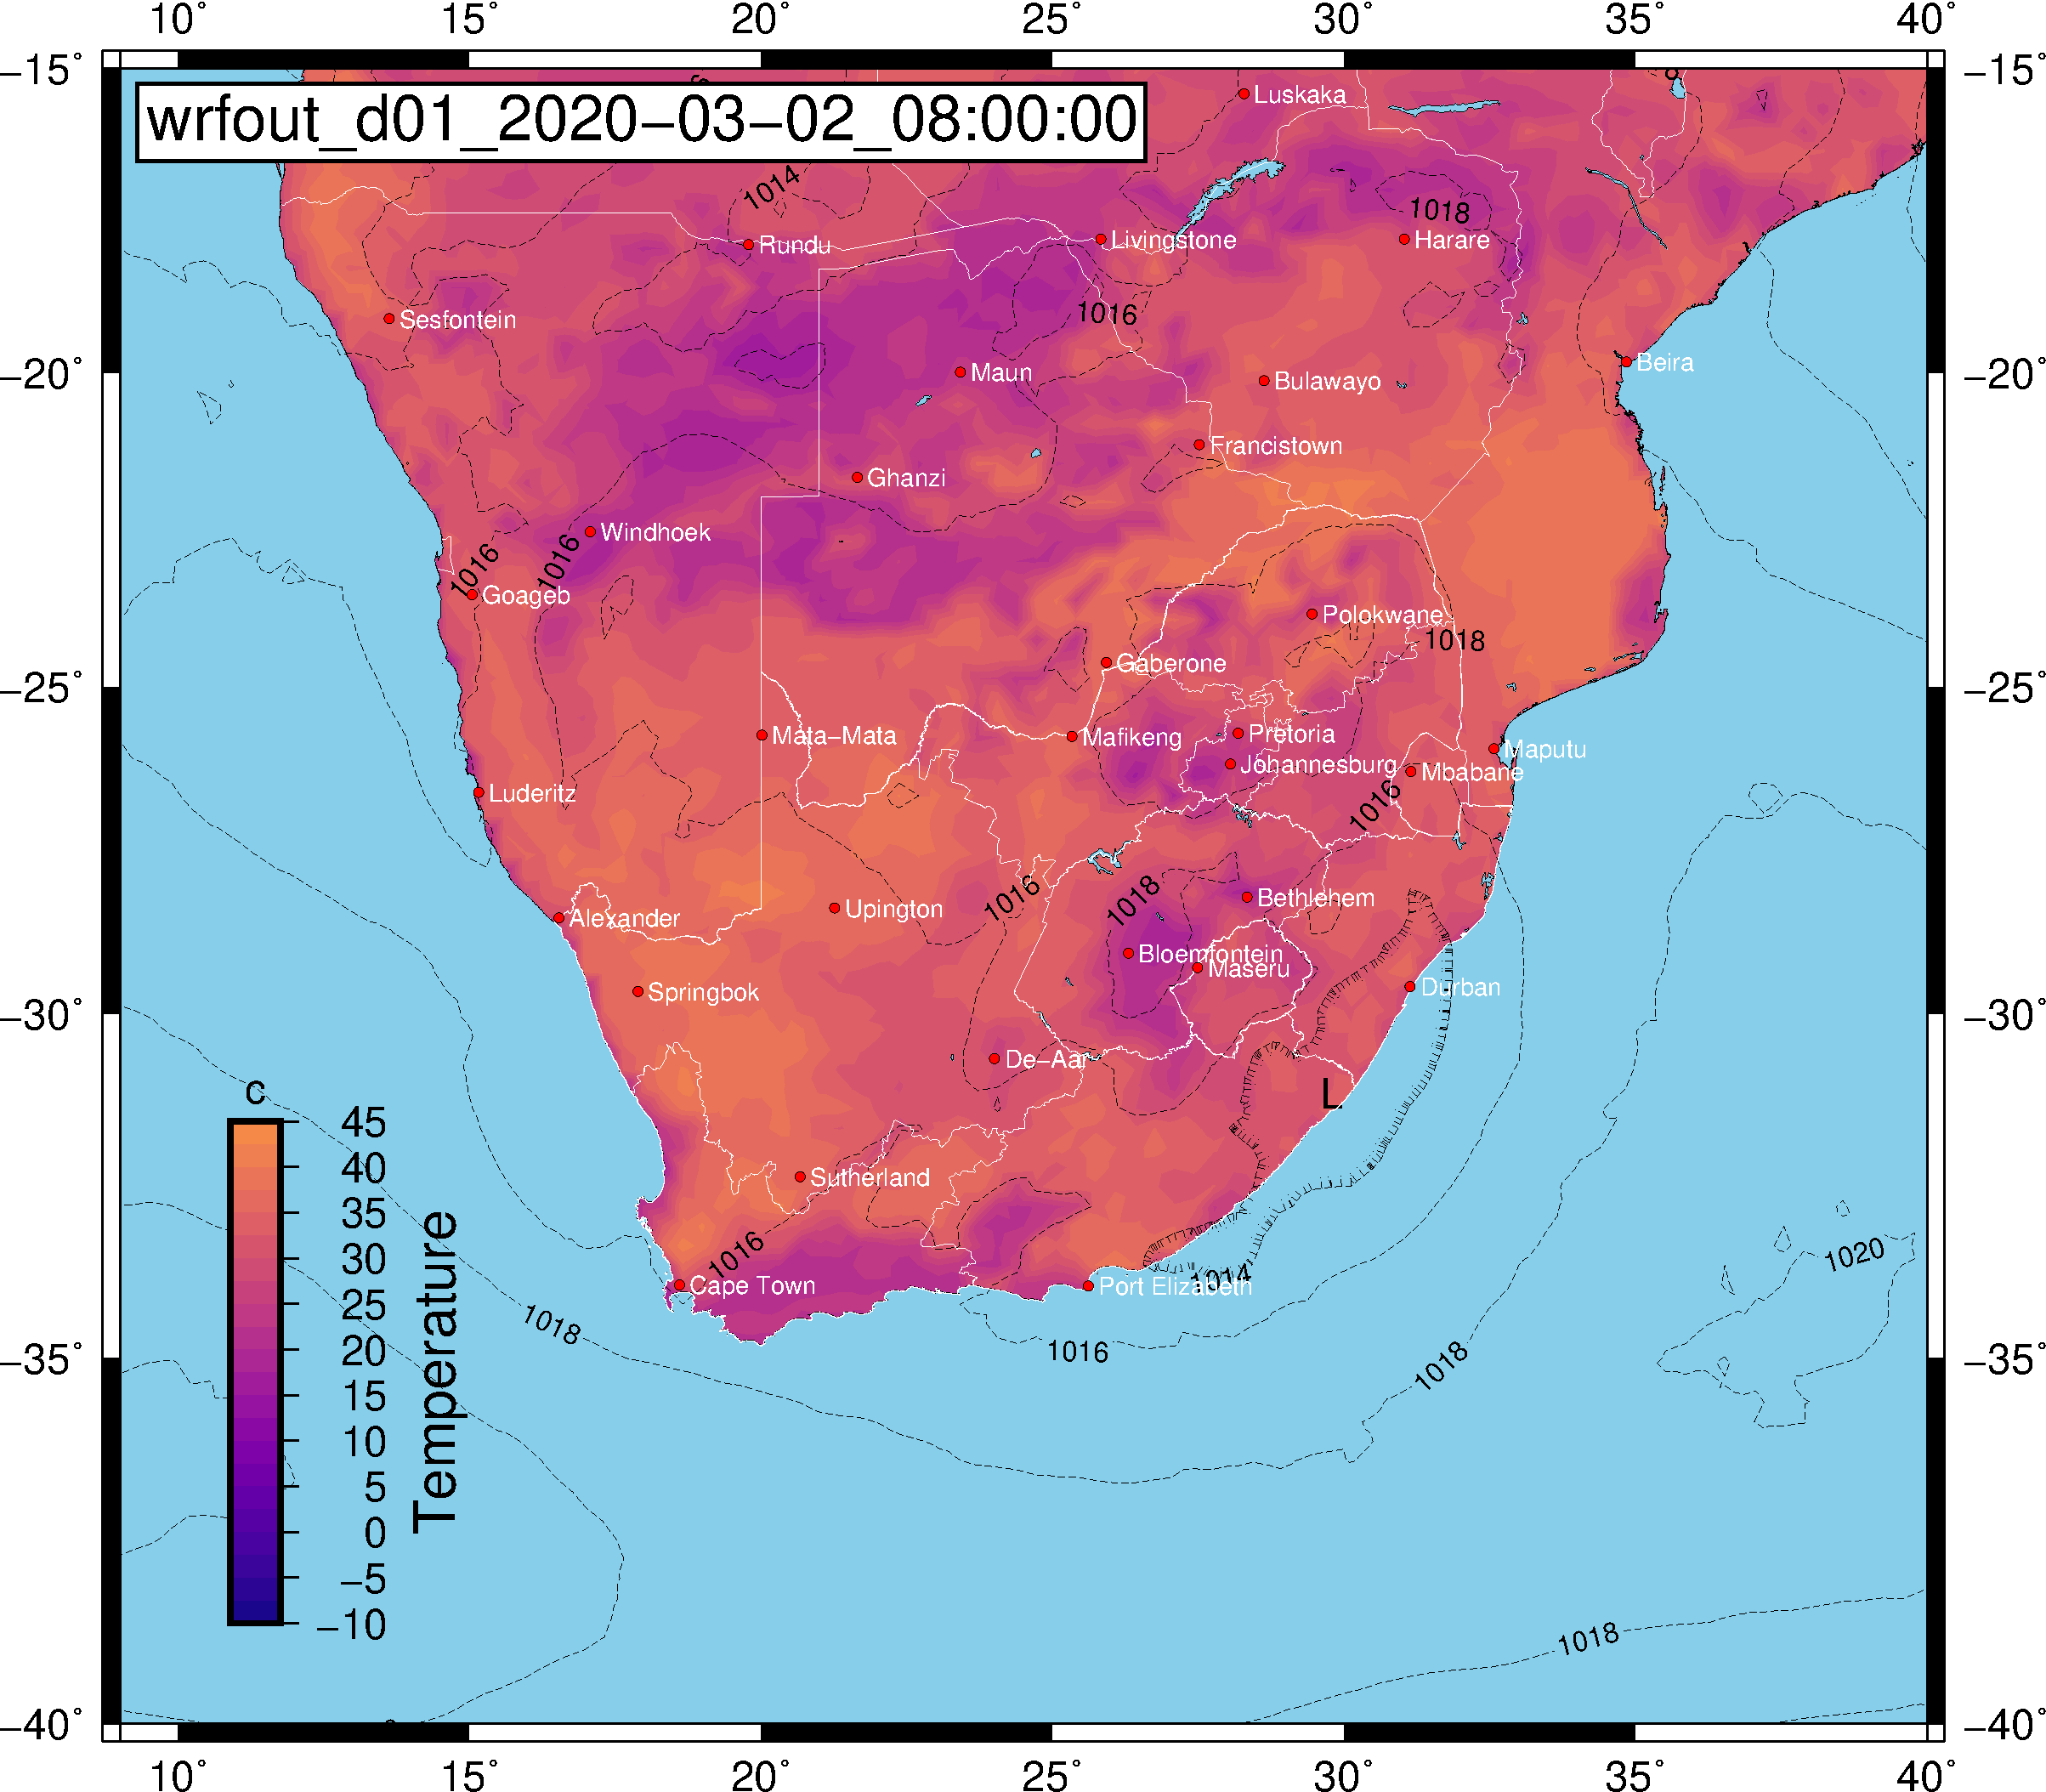 10° 15° 20° 25° 30° 35° 40°
−15° −15°
wrfout_d01_2020−03−02_08:00:00
Luskaka
1014
1018
Rundu
Livingstone
Harare
1016
Sesfontein
−20° −20°
Maun
Bulawayo
Beira
Francistown
Ghanzi
Windhoek
1016
1016
Goageb
Polokwane
1018
Gaberone
−25° −25°
Mata−Mata
Mafikeng
Pretoria
Johannesburg
Maputu
Mbabane
Luderitz
1016
1016
1018
Bethlehem
Alexander
Upington
Bloemfontein
Maseru
Springbok
Durban
−30° −30°
De−Aar
L
c
45
40
35
30
25
20
15
10
5
0
−5
−10
Temperature
Sutherland
1016
1020
Cape Town
Port Elizabeth
1014
1018
1016
1018
−35° −35°
1018
−40° −40°
10° 15° 20° 25° 30° 35° 40°